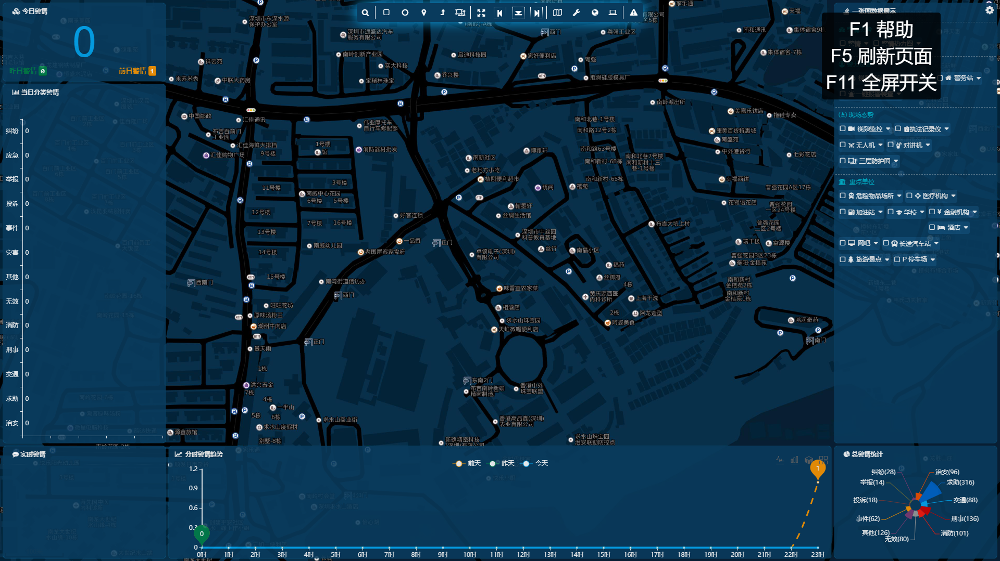 今日警情
0
昨日警情 0
前日警情 1
当日分类警情
纠纷 0
应急 0
举报 0
投诉 0
事件 0
灾害 0
其他 0
无效 0
消防 0
刑事 0
交通 0
求助 0
治安 0
实时警情
深圳市东深水源
保护办公室
深圳市通盛达汽车
服务有限公司
南岭创新产业园
实大科技
宝瑞林珠宝
祥云苑
米苏米秀
中联大药房
(南岭)-A栋
西门
启迪科技园
家好便利店
粤强
乔兴楼
胜舜硅胶模具厂
粤强工业区
家乐通
有限公司
宿舍5栋
天福
南和通讯
集体宿舍9栋
集体宿舍-7栋
南岭派出所
中国邮政
汇佳通讯
布吉百前门
工业园
汇佳海鲜大排档
汇佳购物广场
9号楼
伟业摩托车
自行车修配部
1号楼
馆
消防器材批发
11号楼
3号楼
南威中心花园
6号楼
5号楼
12号楼
7号楼
16号楼
13号楼
14号楼
南威幼儿园
15号楼
好客连锁
一品香
老围屋客家食府
正门
南湾街道信访办
西门
西南门
旺旺花坊
原味汤粉王
潮州牛肉店
曼天雨
正门
1栋
洪兴五金
7栋
4栋
一半山
5栋
6栋
求水山度假村
别墅-8栋
源鑫旅馆
求水山商业街
南新社区
老地方小吃
桔翔便利超市
博雅轩
绣阁
禧苑
翰墨轩
丝绸生活馆
深圳市中丝园
科普教育基地
丝行
南晶小区
卓领电子(深圳)
有限公司
福苑
丝御府
4栋
味香宜农家菜
黄庆源西医
内科诊所
上海干洗
2栋
阿龙造型
阿婆美食
榕酒店
求水山珠宝园
天虹微喔便利店
东南2门
布吉南岭新确
精密制造厂
香港中外
珠宝联盟
香港高品鑫(深圳)
表业有限公司
新确精密科技
(深圳)有限公司
求水山珠宝园
治安联勤防控点
南和北巷-1号楼
南和路12号2栋
南和路63号楼
南和新村-68栋
南和北巷7号楼
南和新村十三
巷-1号楼
南和新村-65栋
美嘉乐饼店
拖鞋专卖
康美百货特惠城
南盛苑
中外港货行
七彩花店
幸福西饼
普强花园A区17栋
花物语花店
普强花园
一区24号楼
普强花园
二区2号楼
布吉大坑上村
瑞丰楼
富源楼
普强花园B区23栋
泰阳·金桔苑
南和新村
金桔苑2栋
南和新村
金桔苑1栋
鸿润豪苑
南门
一张图数据展示
F1 帮助
F5 刷新页面
F11 全屏开关
警务站
现场态势
视频监控
执法记录仪
无人机
对讲机
三层防护圈
重点单位
危险物品场所
医疗机构
加油站
学校
金融机构
酒店
网吧
长途汽车站
旅游景点
P 停车场
分时警情趋势
前天
昨天
今天
1.2
0.9
0.6
0.3
0
0
1
0时 1时 2时 3时 4时 5时 6时 7时 8时 9时 10时 11时 12时 13时 14时 15时 16时 17时 18时 19时 20时 21时 22时 23时
总警情统计
纠纷(28)
治安(96)
举报(14)
求助(316)
投诉(18)
交通(88)
事件(62)
刑事(136)
其他(126)
消防(101)
无效(80)